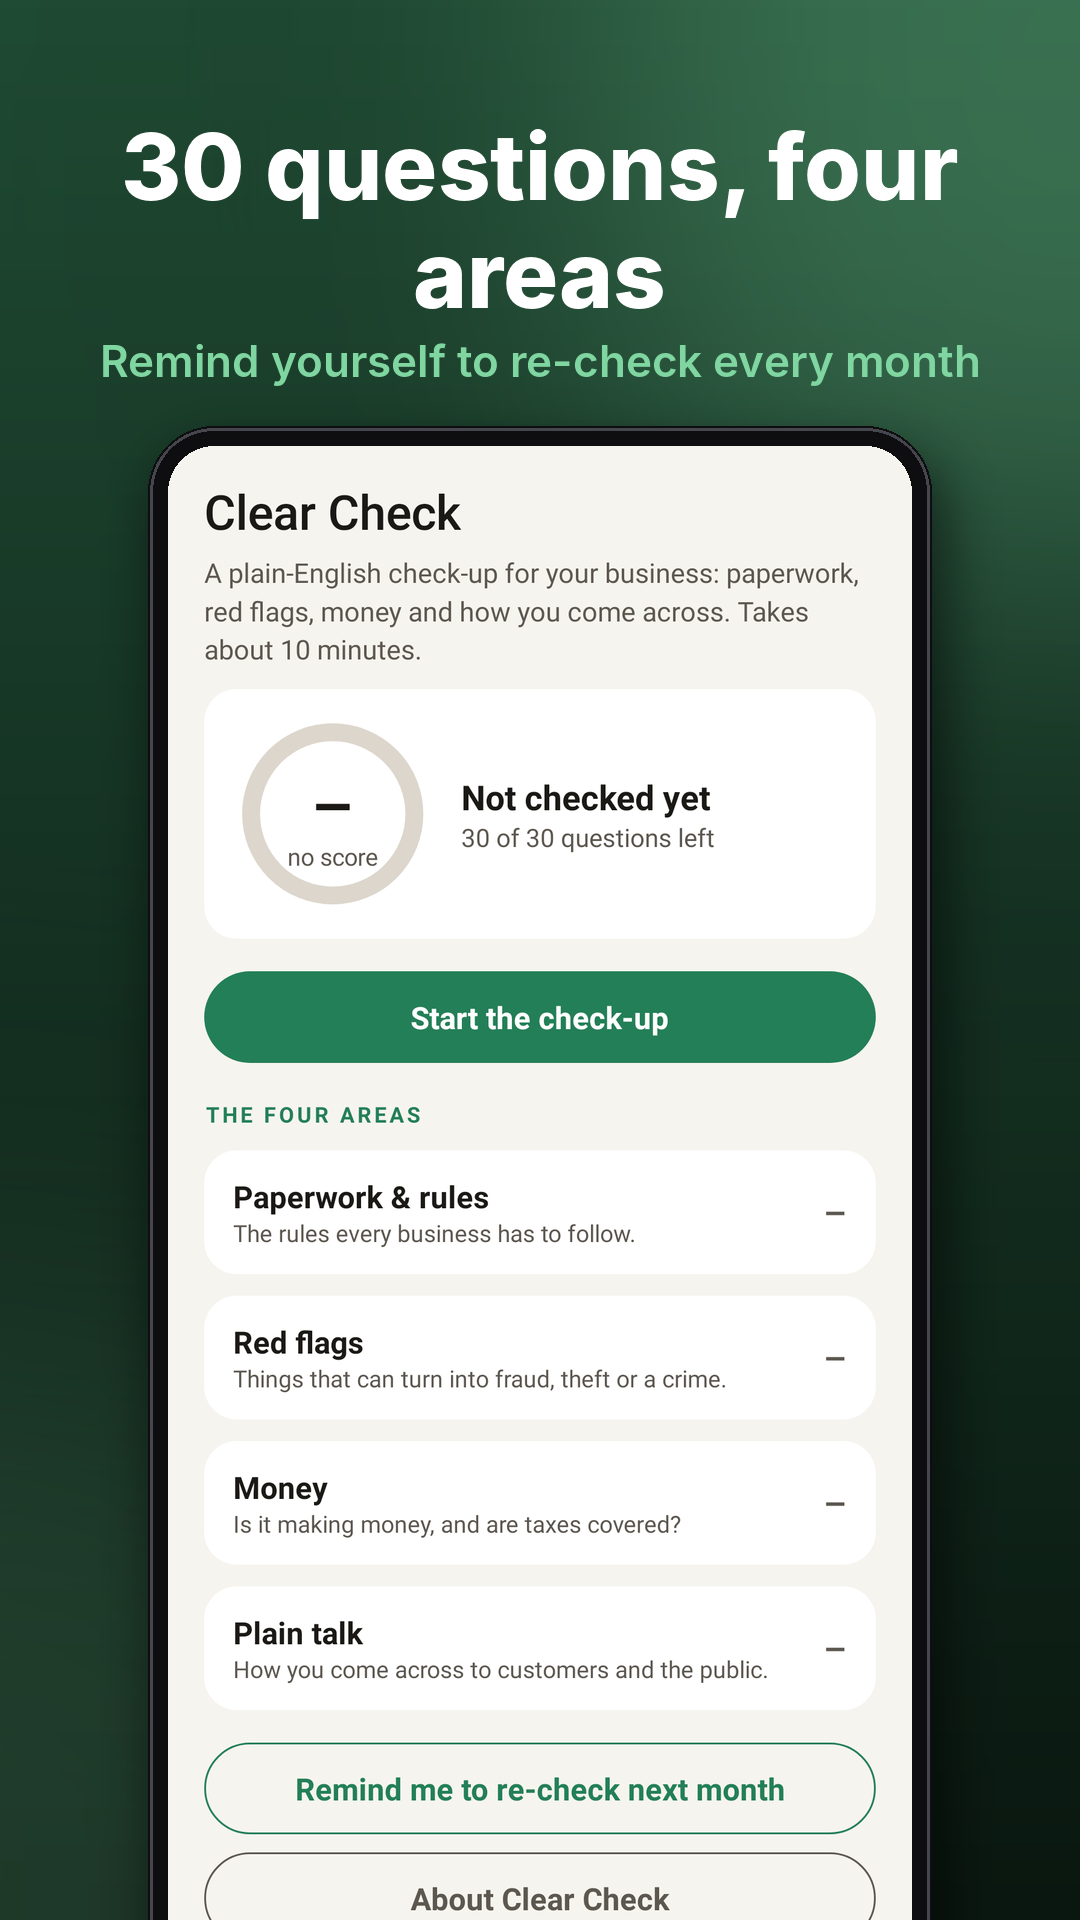 30 questions, four
areas
Remind yourself to re-check every month
Clear Check
A plain-English check-up for your business: paperwork,
red flags, money and how you come across. Takes
about 10 minutes.
–
no score
Not checked yet
30 of 30 questions left
Start the check-up
THE FOUR AREAS
Paperwork & rules
The rules every business has to follow.
–
Red flags
Things that can turn into fraud, theft or a crime.
–
Money
Is it making money, and are taxes covered?
–
Plain talk
How you come across to customers and the public.
–
Remind me to re-check next month
About Clear Check